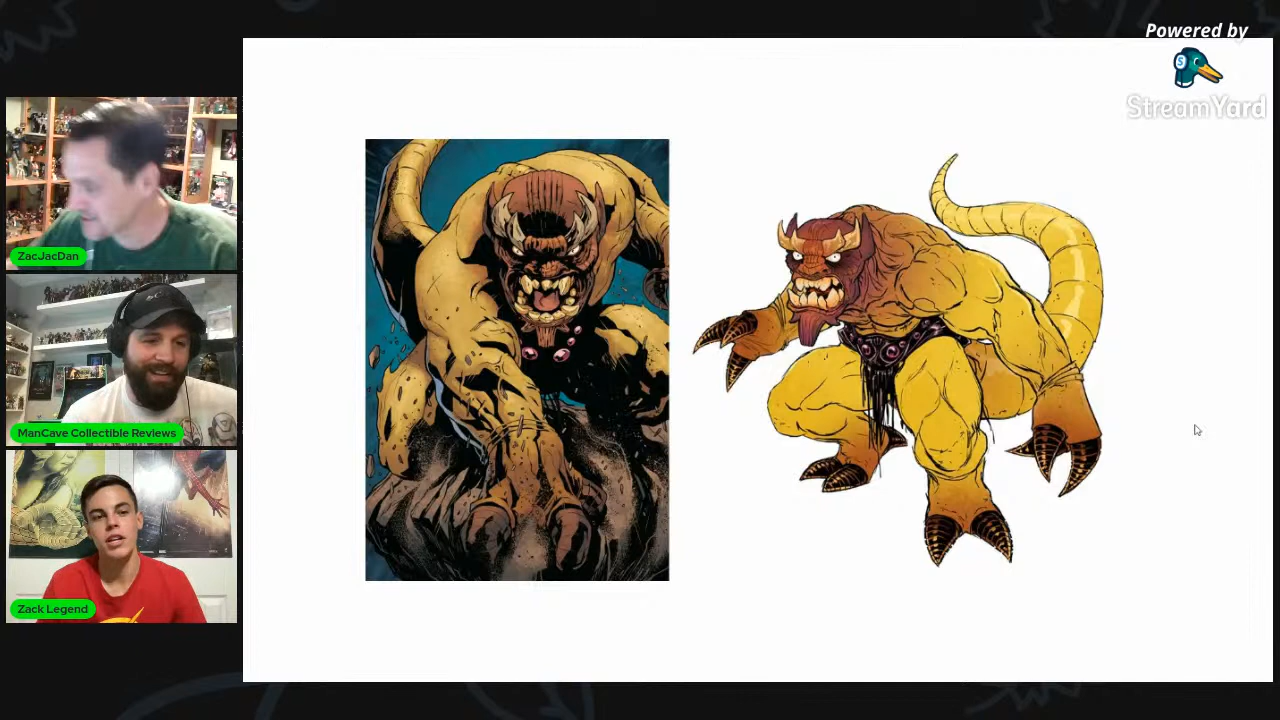 Powered by
StreamYard
ZacJacDan
ManCave Collectible Reviews
Zack Legend